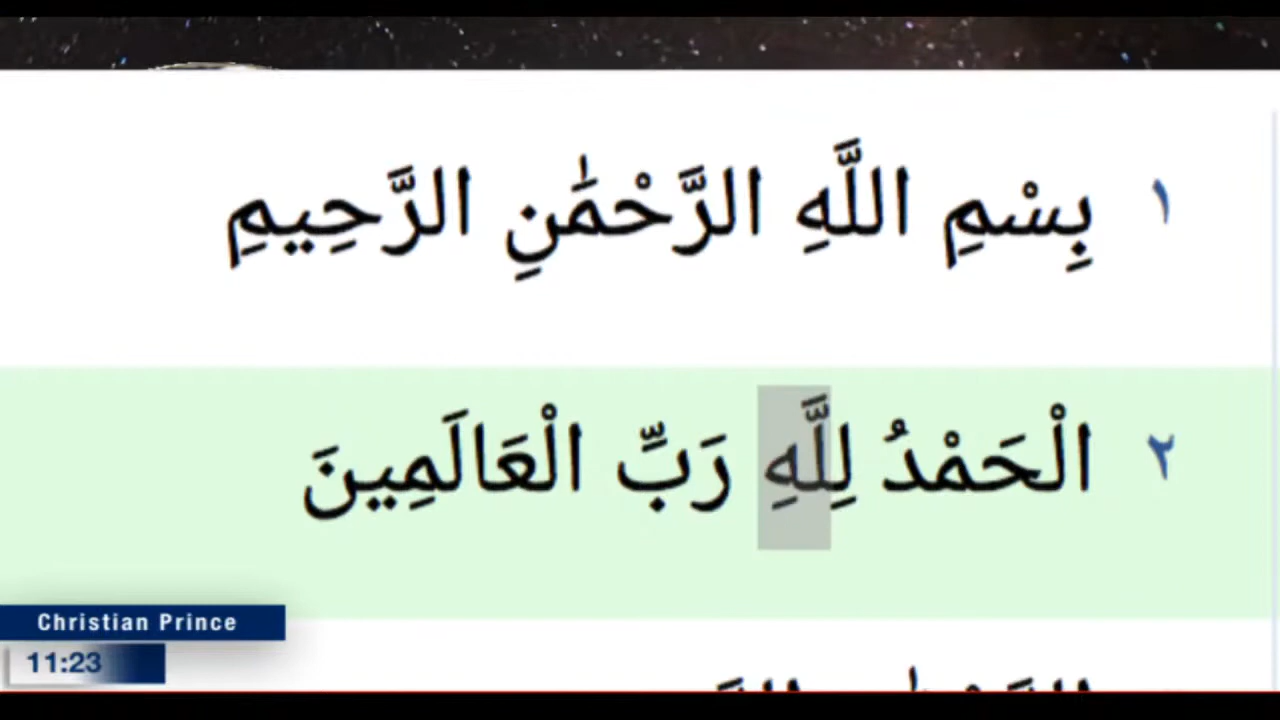 ١ بِسْمِ اللَّهِ الرَّحْمَٰنِ الرَّحِيمِ
٢ الْحَمْدُ لِلَّهِ رَبِّ الْعَالَمِينَ
Christian Prince
11:23